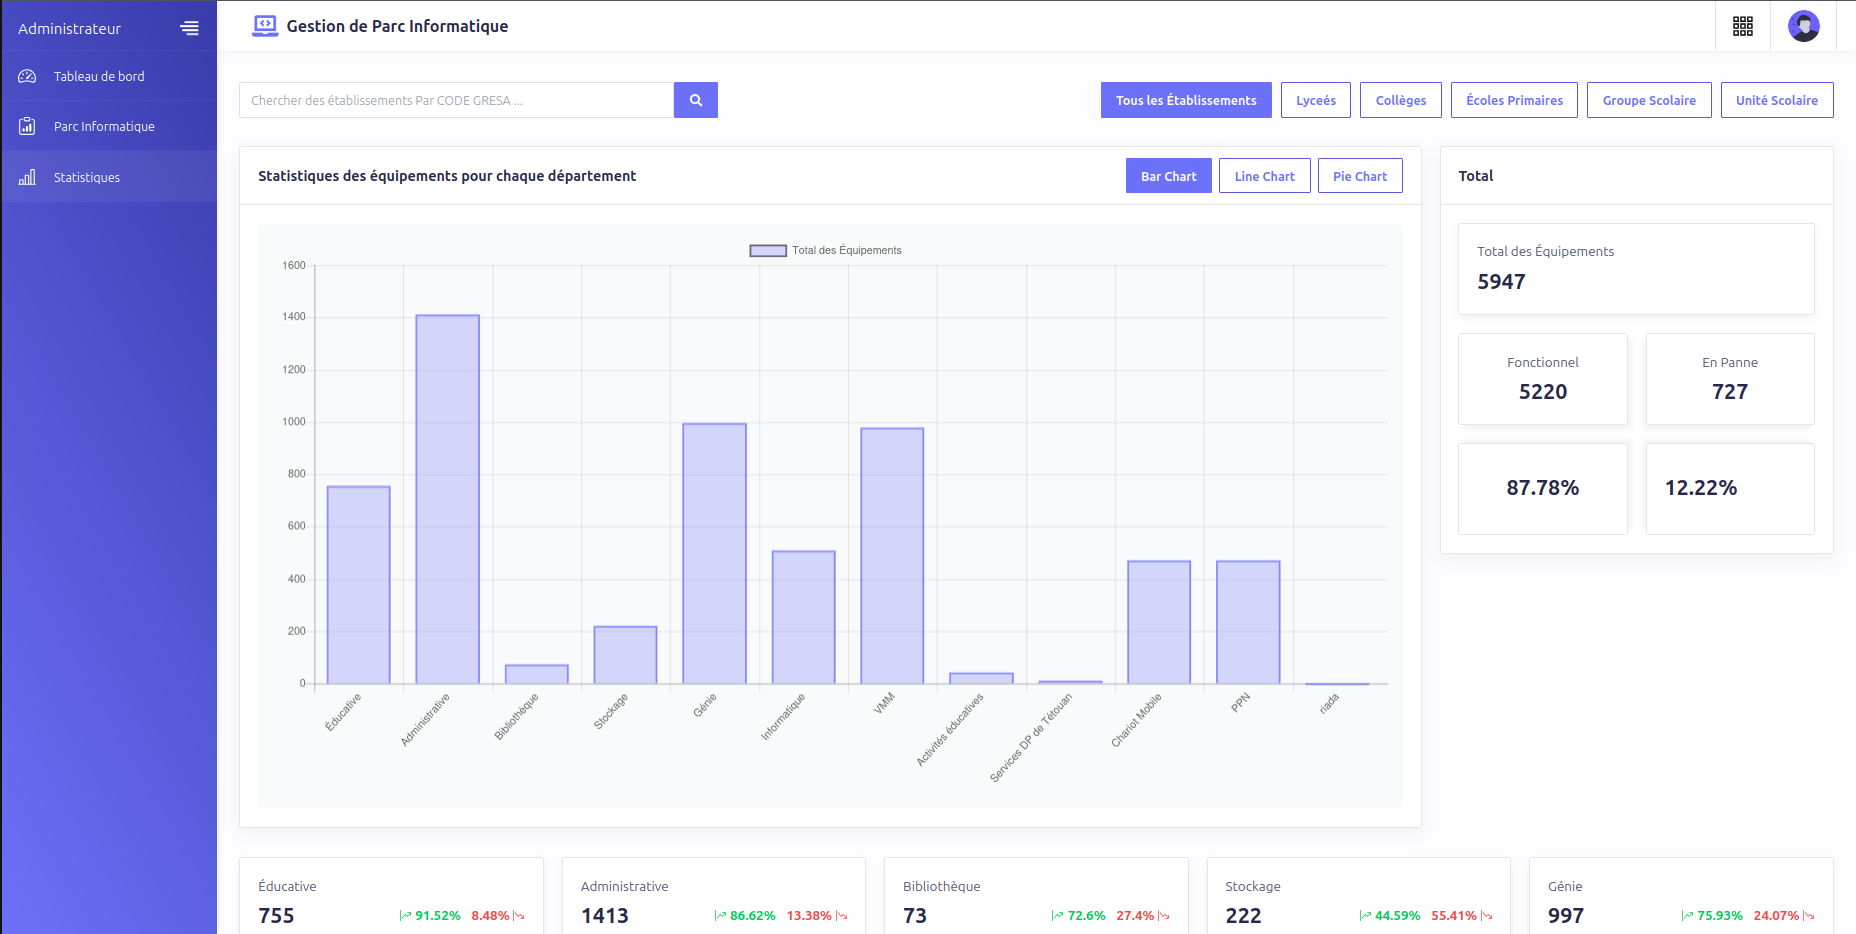 Administrateur
Tableau de bord
Parc Informatique
Statistiques
Gestion de Parc Informatique
Chercher des établissements Par CODE GRESA ...
Tous les Établissements
Lyceés
Collèges
Écoles Primaires
Groupe Scolaire
Unité Scolaire
Statistiques des équipements pour chaque département
Bar Chart
Line Chart
Pie Chart
Total des Équipements
1600
1400
1200
1000
800
600
400
200
0
Éducative
Administrative
Bibliothèque
Stockage
Génie
Informatique
VMM
Activités éducatives
Services DP de Tétouan
Chariot Mobile
PPN
riada
Total
Total des Équipements
5947
Fonctionnel
5220
En Panne
727
87.78%
12.22%
Éducative
755 91.52% 8.48%
Administrative
1413 86.62% 13.38%
Bibliothèque
73 72.6% 27.4%
Stockage
222 44.59% 55.41%
Génie
997 75.93% 24.07%